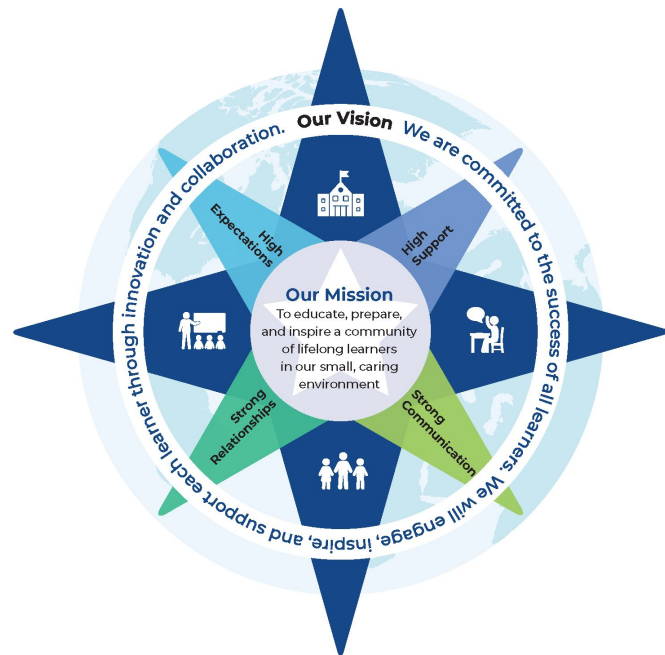 Our Vision We are committed to the success of all learners. We will engage, inspire, and support each learner through innovation and collaboration.
High
Expectations
High
Support
Our Mission
To educate, prepare,
and inspire a community
of lifelong learners
in our small, caring
environment
Strong
Relationships
Strong
Communication